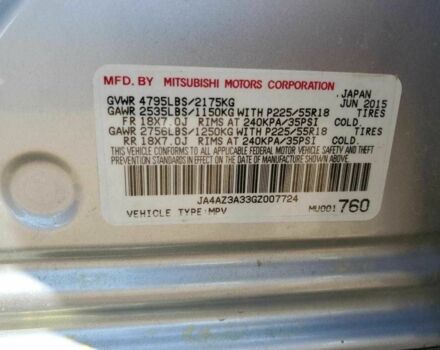 MFD. BY MITSUBISHI MOTORS CORPORATION
JAPAN
GVWR 4795LBS/2175KG JUN 2015
GAWR 2535LBS/1150KG WITH P225/55R18 TIRES
FR 18X7.0J RIMS AT 240KPA/35PSI COLD.
GAWR 2756LBS/1250KG WITH P225/55R18 TIRES
RR 18X7.0J RIMS AT 240KPA/35PSI COLD.
THIS VEHICLE CONFORMS TO ALL APPLICABLE FEDERAL MOTOR VEHICLE SAFETY AND
THEFT PREVENTION STANDARDS IN EFFECT ON THE DATE OF MANUFACTURE SHOWN ABOVE.
JA4AZ3A33GZ007724
VEHICLE TYPE:MPV MU001 760